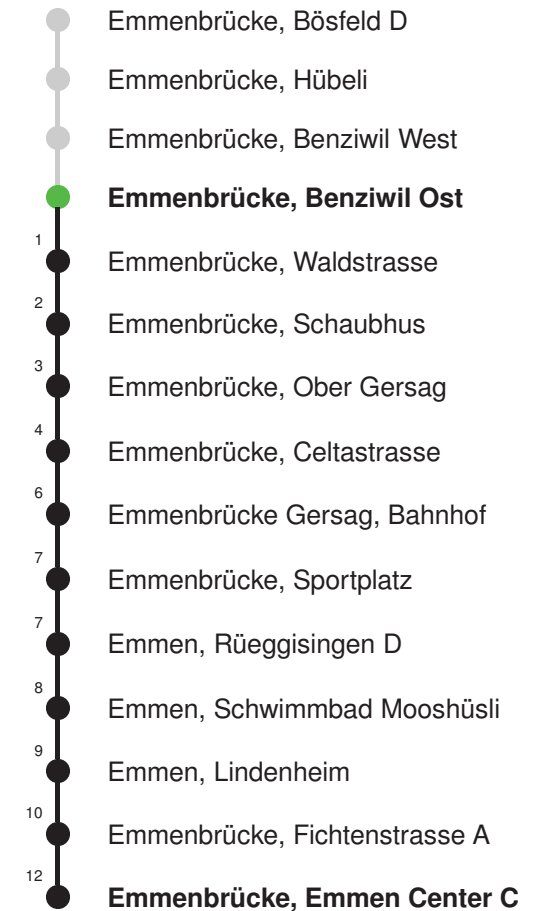 Emmenbrücke, Bösfeld D
Emmenbrücke, Hübeli
Emmenbrücke, Benziwil West
Emmenbrücke, Benziwil Ost
1 Emmenbrücke, Waldstrasse
2 Emmenbrücke, Schaubhus
3 Emmenbrücke, Ober Gersag
4 Emmenbrücke, Celtastrasse
6 Emmenbrücke Gersag, Bahnhof
7 Emmenbrücke, Sportplatz
7 Emmen, Rüeggisingen D
8 Emmen, Schwimmbad Mooshüsli
9 Emmen, Lindenheim
10 Emmenbrücke, Fichtenstrasse A
12 Emmenbrücke, Emmen Center C